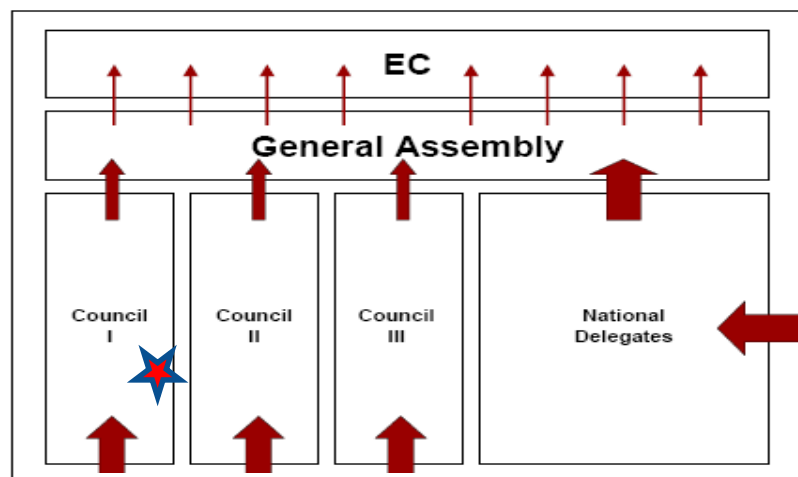 EC
General Assembly
Council
I
Council
II
Council
III
National
Delegates